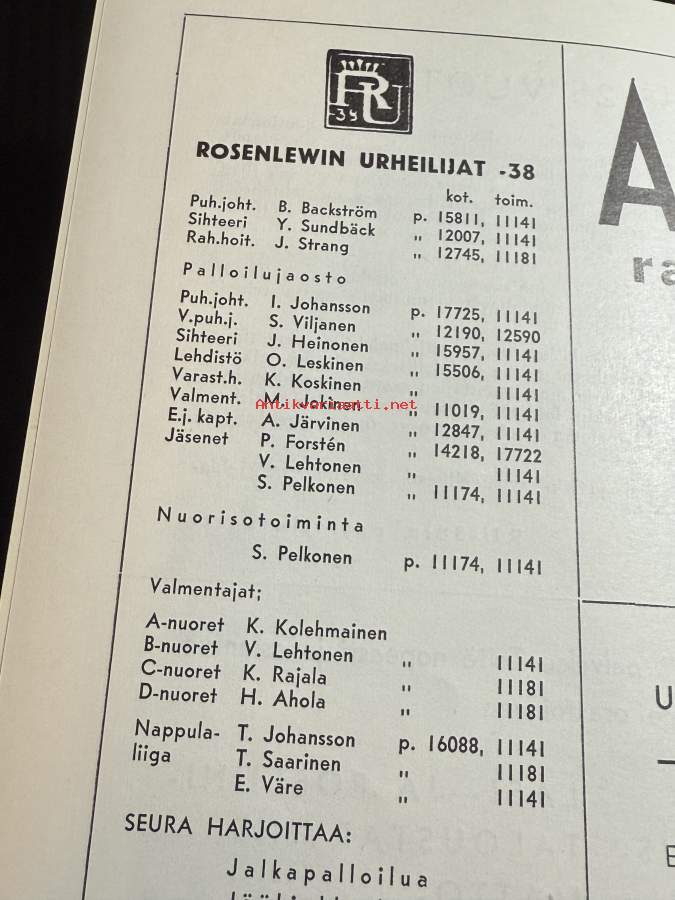 RU
-38
ROSENLEWIN URHEILIJAT -38
kot. toim.
Puh.joht. B. Backström p. 15811, 11141
Sihteeri Y. Sundbäck „ 12007, 11141
Rah.hoit. J. Strang „ 12745, 11181
Palloilujaosto
Puh.joht. I. Johansson p. 17725, 11141
V.puh.j. S. Viljanen „ 12190, 12590
Sihteeri J. Heinonen „ 15957, 11141
Lehdistö O. Leskinen „ 15506, 11141
Varast.h. K. Koskinen „ 11141
Valment. M. Jokinen „ 11019, 11141
E.j. kapt. A. Järvinen „ 12847, 11141
Jäsenet P. Forstén „ 14218, 17722
V. Lehtonen „ 11141
S. Pelkonen „ 11174, 11141
Antikvariaatti.net
Nuorisotoiminta
S. Pelkonen p. 11174, 11141
Valmentajat;
A-nuoret K. Kolehmainen
B-nuoret V. Lehtonen „ 11141
C-nuoret K. Rajala „ 11181
D-nuoret H. Ahola „ 11181
Nappula- T. Johansson p. 16088, 11141
liiga T. Saarinen „ 11181
E. Väre „ 11141
SEURA HARJOITTAA:
Jalkapalloilua
A
ra
U
E